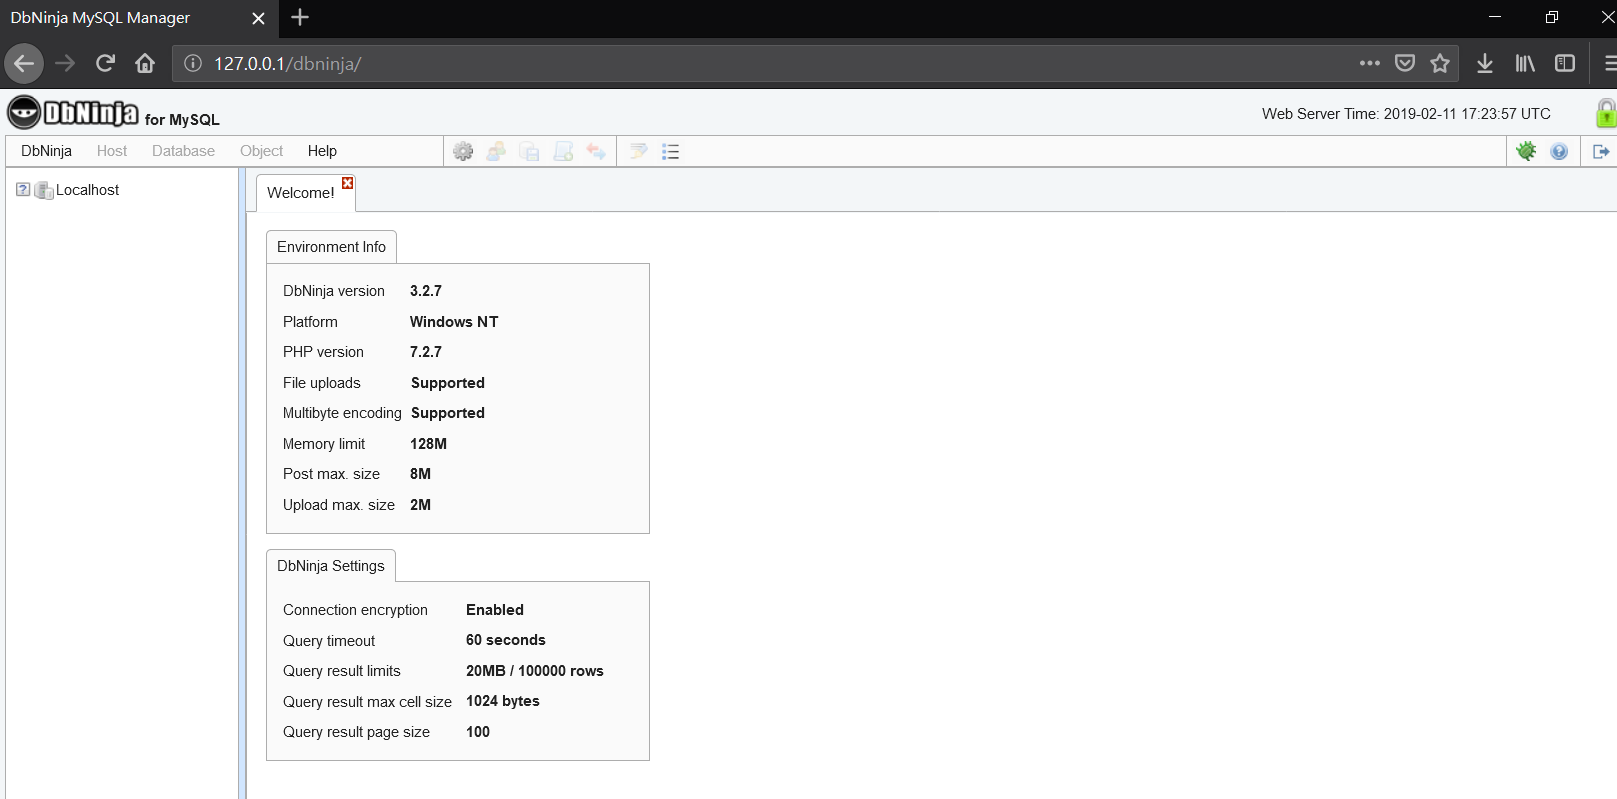 DbNinja MySQL Manager
127.0.0.1/dbninja/
DbNinja for MySQL
Web Server Time: 2019-02-11 17:23:57 UTC
DbNinja Host Database Object Help
Localhost
Welcome!
Environment Info
DbNinja version 3.2.7
Platform Windows NT
PHP version 7.2.7
File uploads Supported
Multibyte encoding Supported
Memory limit 128M
Post max. size 8M
Upload max. size 2M
DbNinja Settings
Connection encryption Enabled
Query timeout 60 seconds
Query result limits 20MB / 100000 rows
Query result max cell size 1024 bytes
Query result page size 100